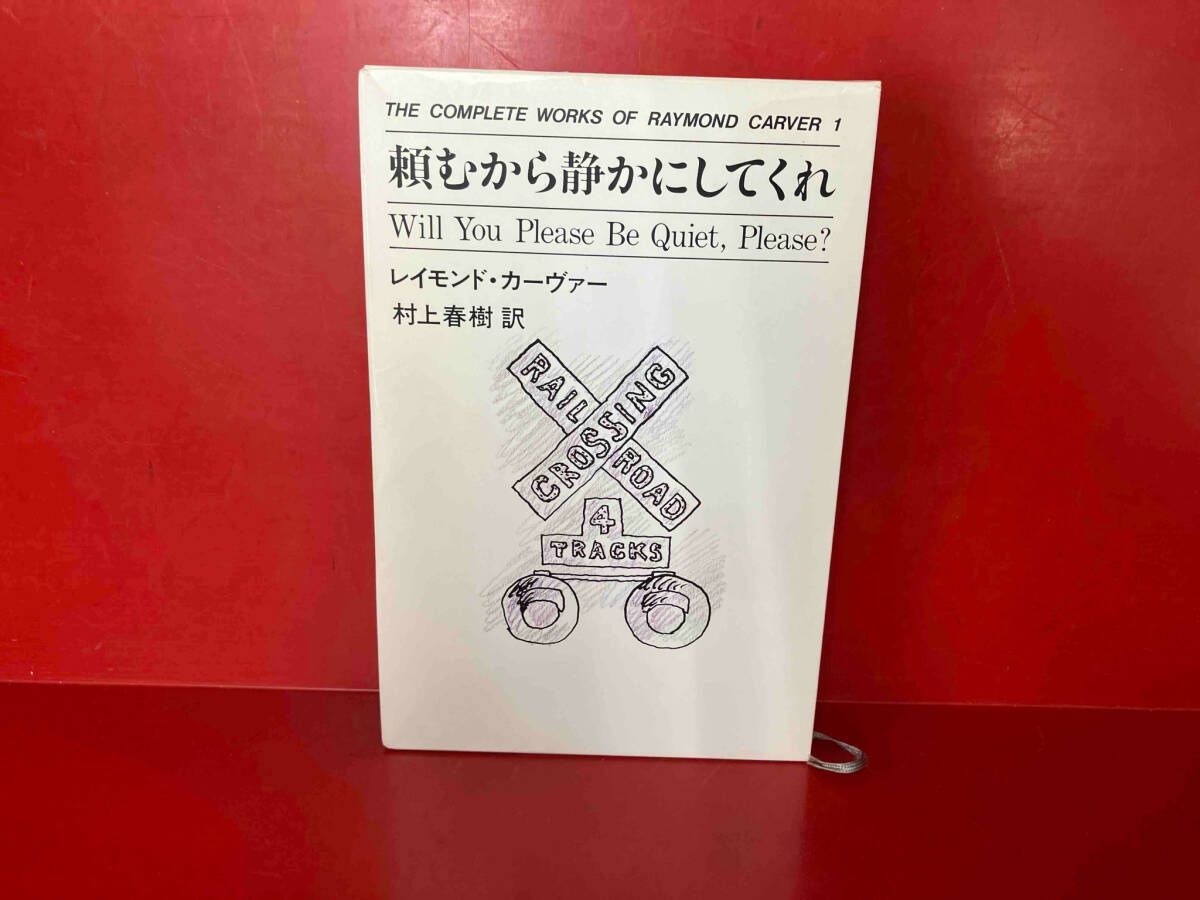 THE COMPLETE WORKS OF RAYMOND CARVER 1
頼むから静かにしてくれ
Will You Please Be Quiet, Please?
レイモンド・カーヴァー
村上春樹 訳
RAIL ROAD
CROSSING
4
TRACKS